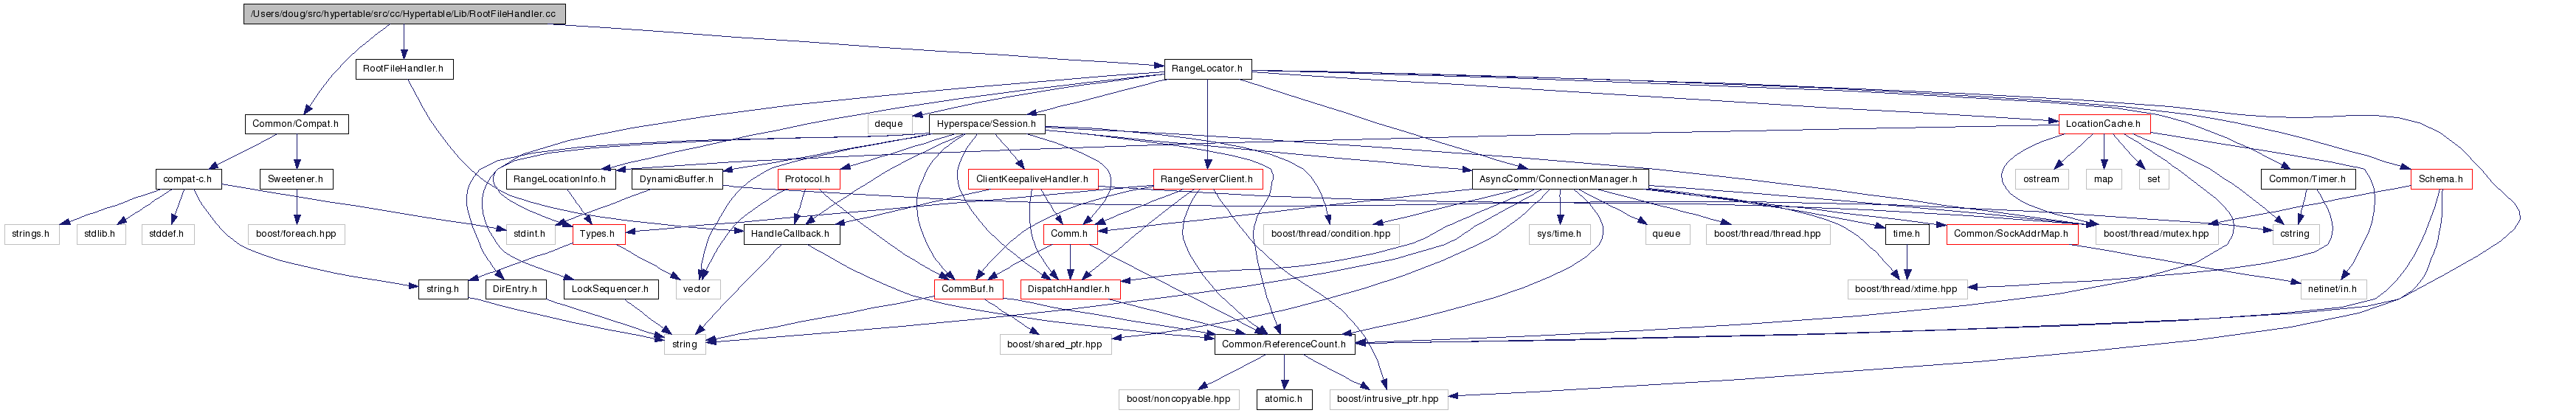 /Users/doug/src/hypertable/src/cc/Hypertable/Lib/RootFileHandler.cc
RootFileHandler.h
RangeLocator.h
Common/Compat.h
deque
Hyperspace/Session.h
LocationCache.h
compat-c.h
Sweetener.h
RangeLocationInfo.h
DynamicBuffer.h
Protocol.h
ClientKeepaliveHandler.h
RangeServerClient.h
AsyncComm/ConnectionManager.h
ostream
map
set
Common/Timer.h
Schema.h
strings.h
stdlib.h
stddef.h
boost/foreach.hpp
stdint.h
Types.h
HandleCallback.h
Comm.h
boost/thread/condition.hpp
sys/time.h
queue
boost/thread/thread.hpp
time.h
Common/SockAddrMap.h
boost/thread/mutex.hpp
cstring
string.h
DirEntry.h
LockSequencer.h
vector
CommBuf.h
DispatchHandler.h
boost/thread/xtime.hpp
netinet/in.h
string
boost/shared_ptr.hpp
Common/ReferenceCount.h
boost/noncopyable.hpp
atomic.h
boost/intrusive_ptr.hpp